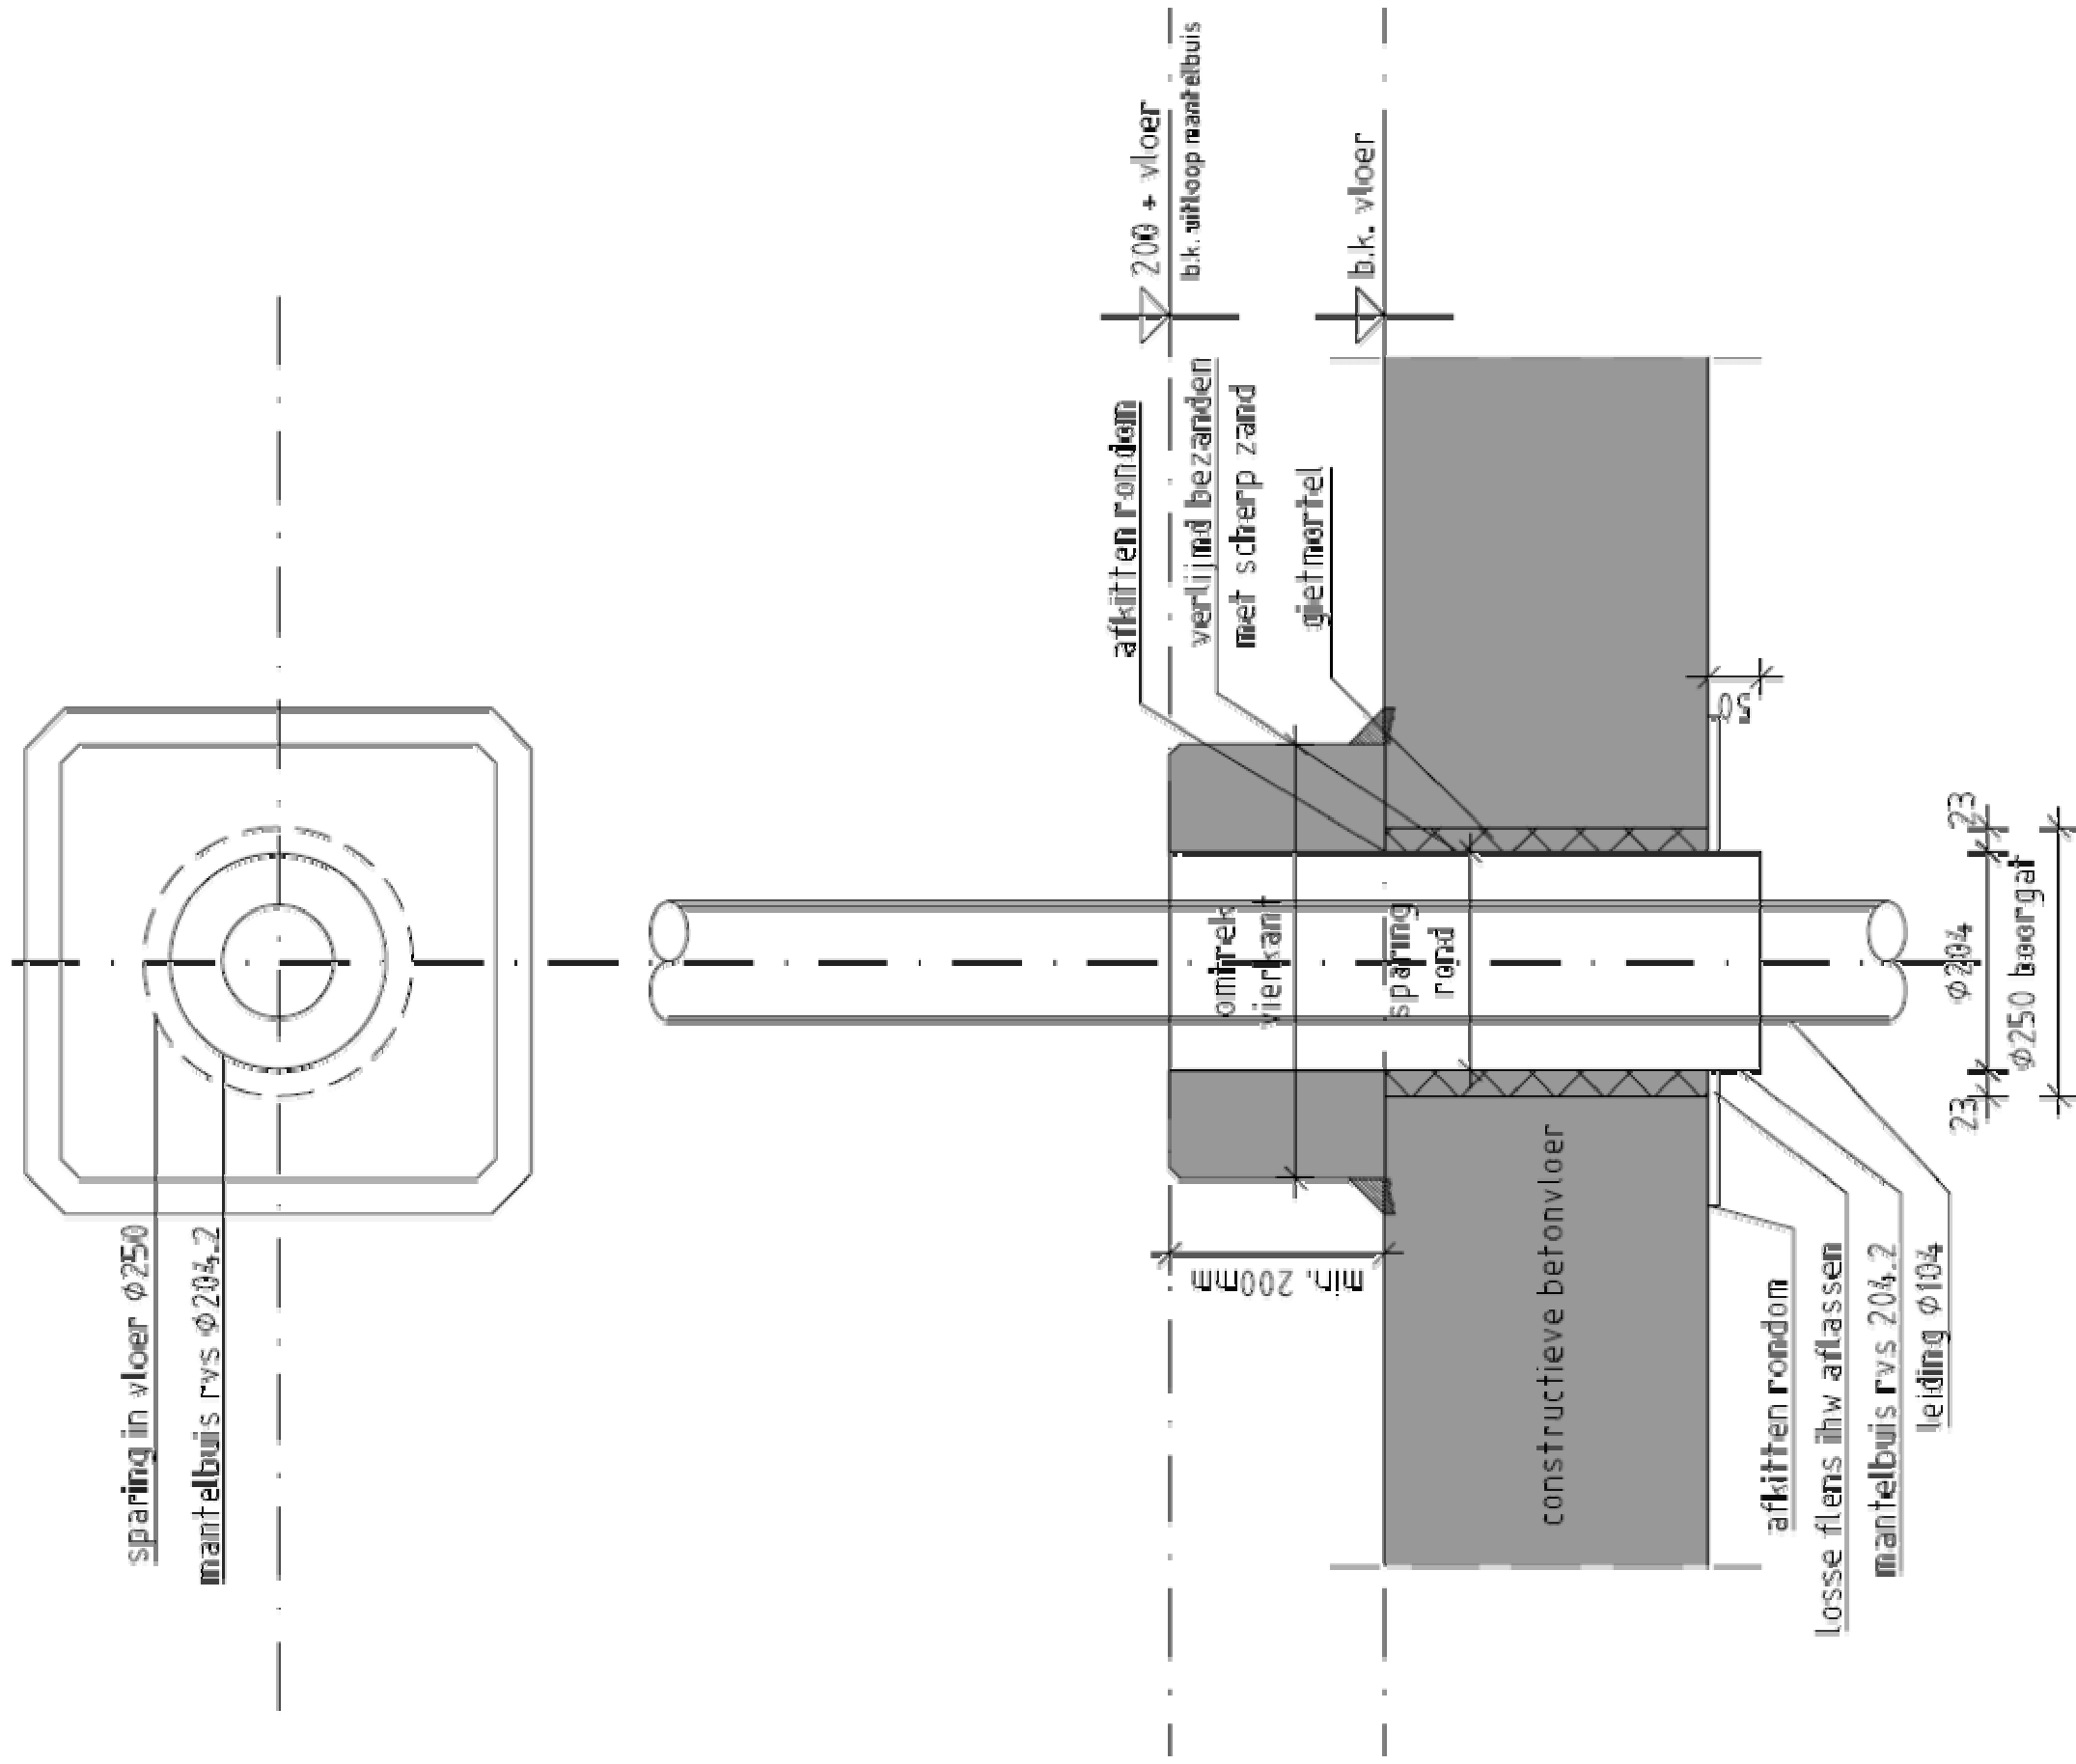 sparing in vloer Φ250
mantelbuis rvs Φ204.2
200 + vloer
b.k. uitloop mantelbuis
b.k. vloer
afkitten rondom
verlijmd bezanden
met scherp zand
gietmortel
omtrek
vierkant
sparing
rond
min. 200mm
constructieve betonvloer
50
23
Φ204
23
Φ250 boorgat
afkitten rondom
Losse flens ihw aflassen
mantelbuis rvs 204.2
leiding Φ104